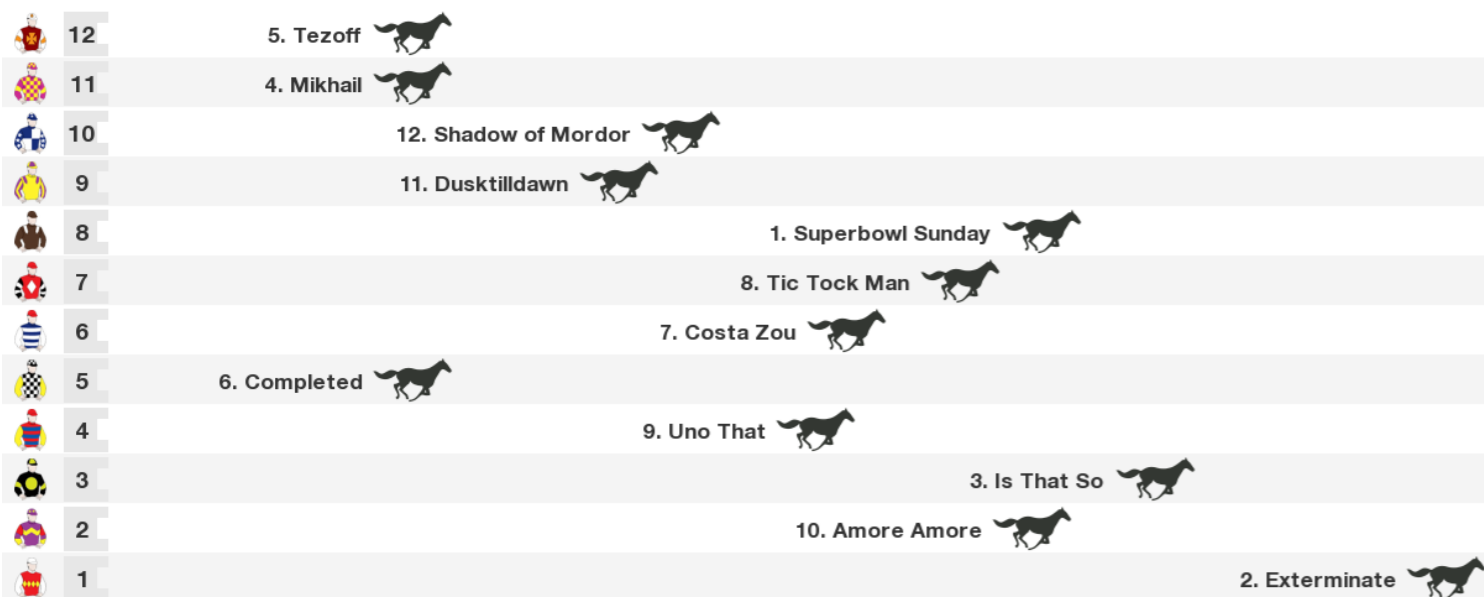 12 5. Tezoff
11 4. Mikhail
10 12. Shadow of Mordor
9 11. Dusktilldawn
8 1. Superbowl Sunday
7 8. Tic Tock Man
6 7. Costa Zou
5 6. Completed
4 9. Uno That
3 3. Is That So
2 10. Amore Amore
1 2. Exterminate